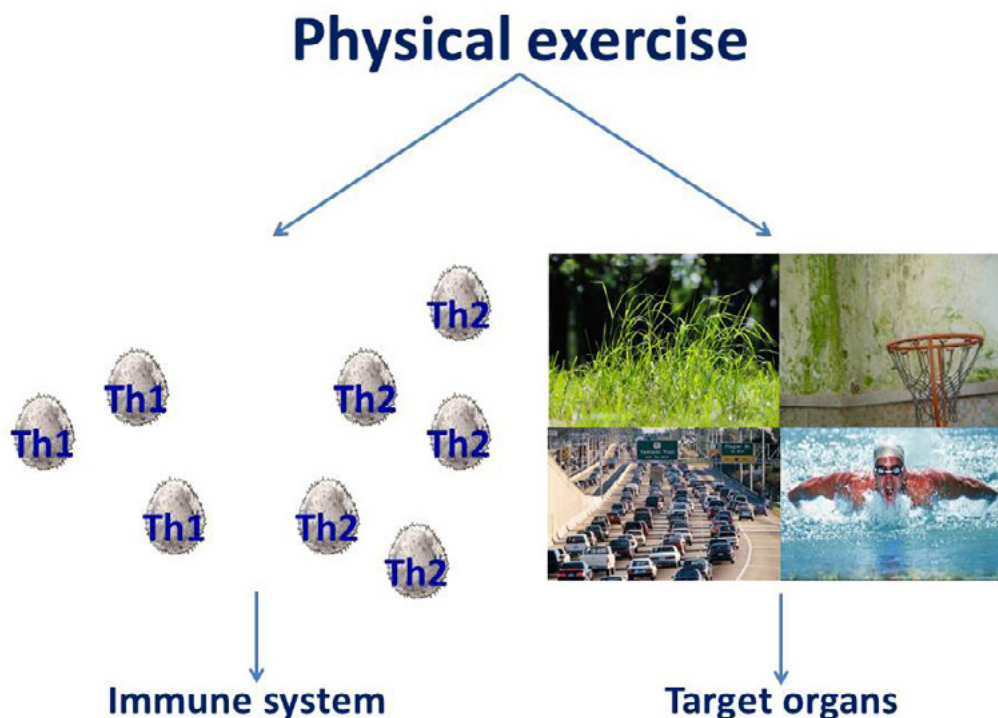 Physical exercise
Th2
Th1
Th2
Th1
Th2
Th1
Th2
Th2
Immune system
Target organs